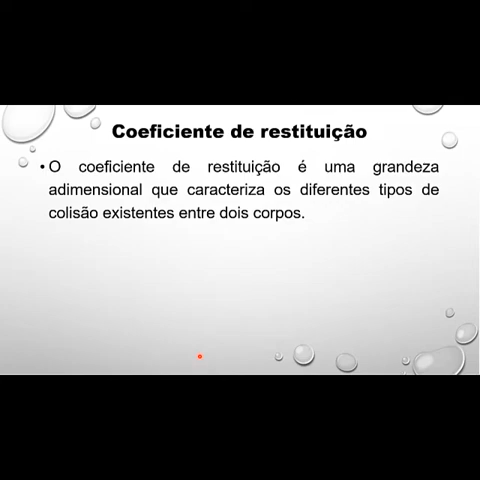 Coeficiente de restituição
• O coeficiente de restituição é uma grandeza
adimensional que caracteriza os diferentes tipos de
colisão existentes entre dois corpos.